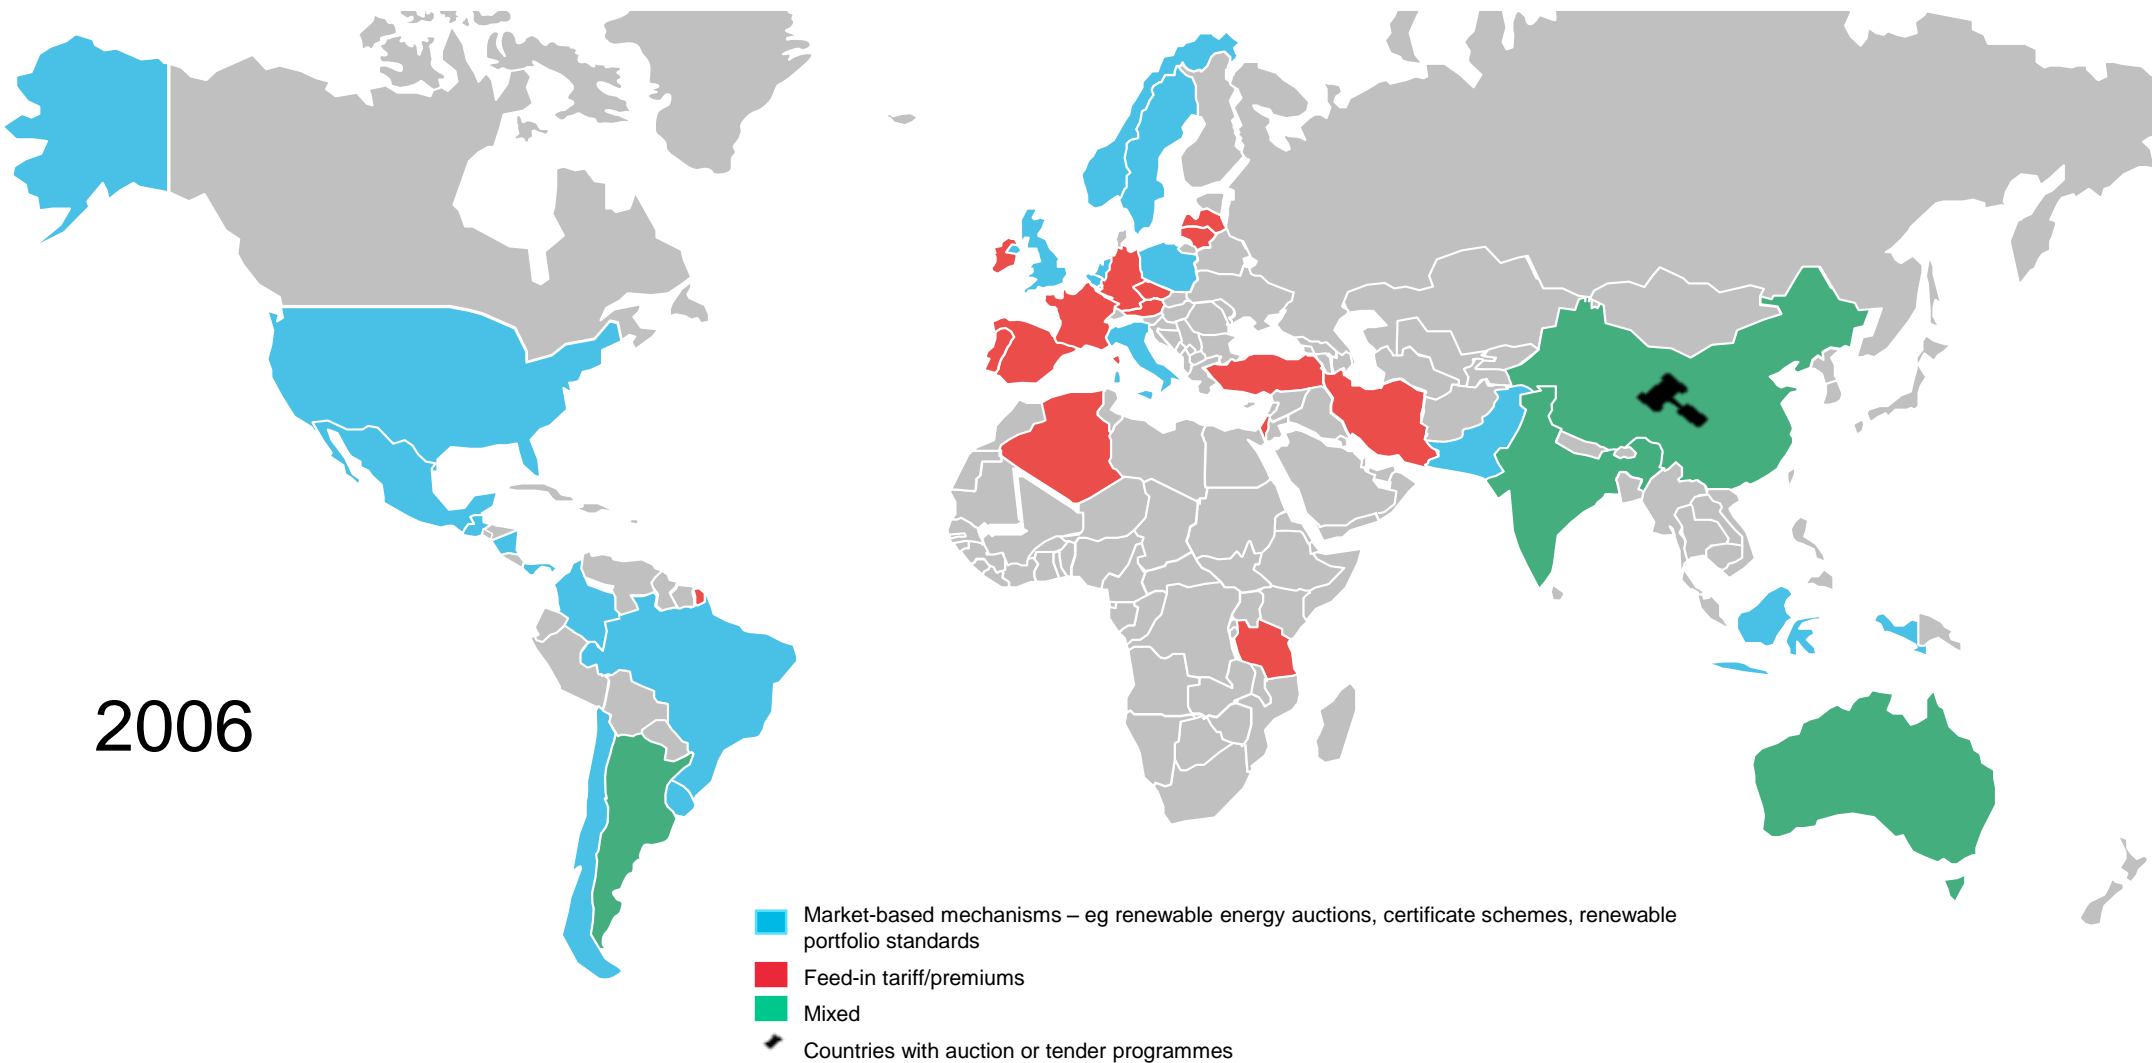 2006
Market-based mechanisms – eg renewable energy auctions, certificate schemes, renewable
portfolio standards
Feed-in tariff/premiums
Mixed
Countries with auction or tender programmes